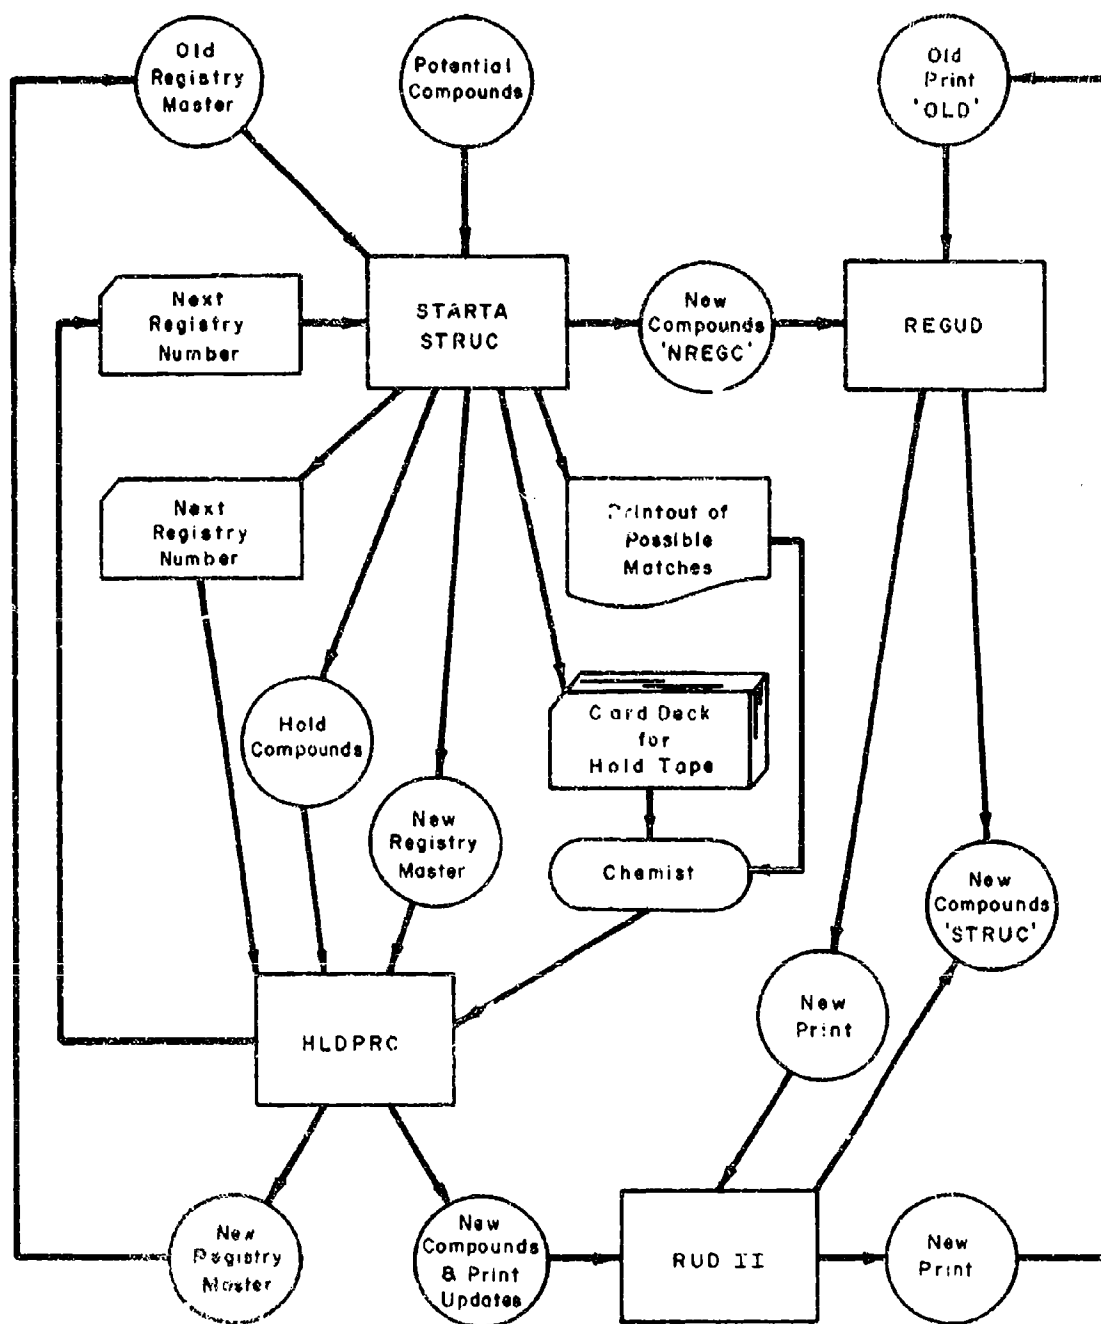 Old
Registry
Master
Potential
Compounds
Old
Print
'OLD'
Next
Registry
Number
STARTA
STRUC
New
Compounds
'NREGC'
REGUD
Next
Registry
Number
Printout of
Possible
Matches
Hold
Compounds
Card Deck
for
Hold Tape
New
Registry
Master
Chemist
New
Compounds
'STRUC'
New
Print
HLDPRC
New
Registry
Master
New
Compounds
& Print
Updates
RUD II
New
Print